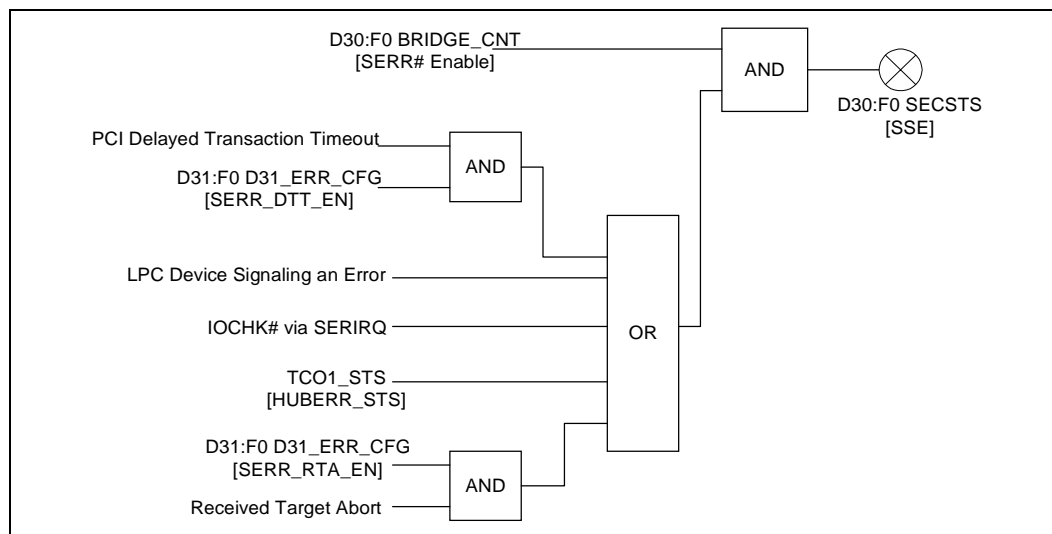 D30:F0 BRIDGE_CNT
[SERR# Enable]
AND
D30:F0 SECSTS
[SSE]
PCI Delayed Transaction Timeout
AND
D31:F0 D31_ERR_CFG
[SERR_DTT_EN]
LPC Device Signaling an Error
IOCHK# via SERIRQ
OR
TCO1_STS
[HUBERR_STS]
D31:F0 D31_ERR_CFG
[SERR_RTA_EN]
AND
Received Target Abort